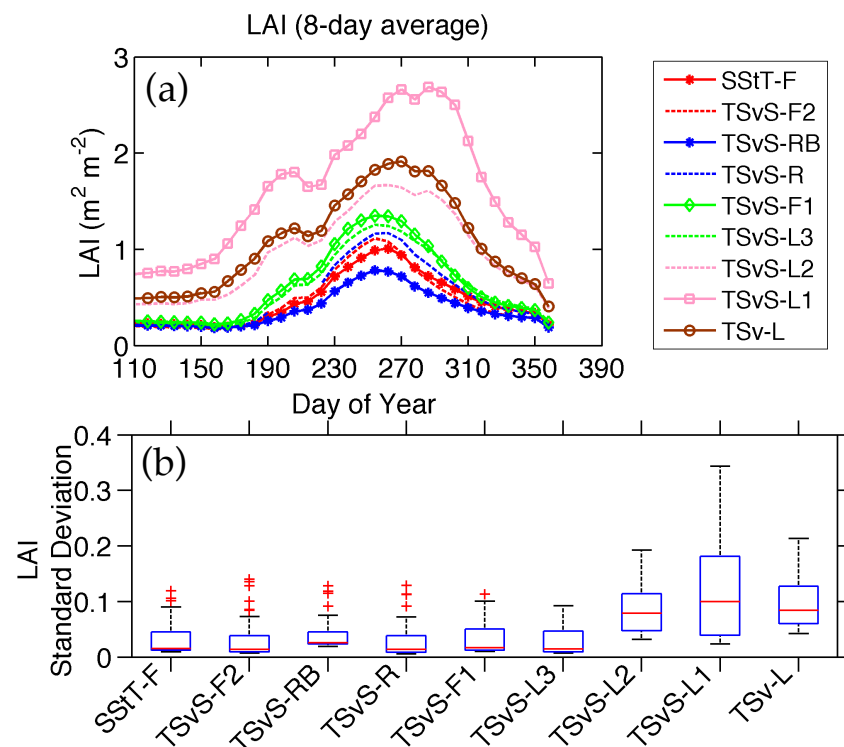 LAI (8-day average)
(a)
3
2
1
0
LAI (m² m⁻²)
110 150 190 230 270 310 350 390
Day of Year
SStT-F
TSvS-F2
TSvS-RB
TSvS-R
TSvS-F1
TSvS-L3
TSvS-L2
TSvS-L1
TSv-L
(b)
0.4
0.3
0.2
0.1
0
LAI
Standard Deviation
SStT-F TSvS-F2 TSvS-RB TSvS-R TSvS-F1 TSvS-L3 TSvS-L2 TSvS-L1 TSv-L